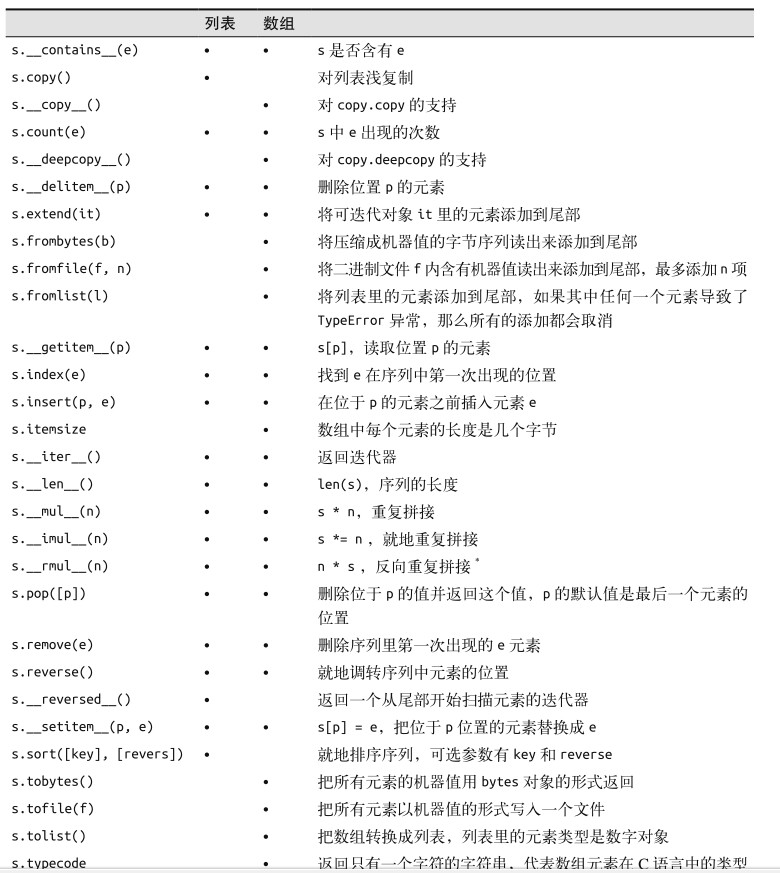 列表 数组
s.__contains__(e) • • s 是否含有 e
s.copy() • 对列表浅复制
s.__copy__() • 对 copy.copy 的支持
s.count(e) • • s 中 e 出现的次数
s.__deepcopy__() • 对 copy.deepcopy 的支持
s.__delitem__(p) • • 删除位置 p 的元素
s.extend(it) • • 将可迭代对象 it 里的元素添加到尾部
s.frombytes(b) • 将压缩成机器值的字节序列读出来添加到尾部
s.fromfile(f, n) • 将二进制文件 f 内含有机器值读出来添加到尾部，最多添加 n 项
s.fromlist(l) • 将列表里的元素添加到尾部，如果其中任何一个元素导致了
TypeError 异常，那么所有的添加都会取消
s.__getitem__(p) • • s[p]，读取位置 p 的元素
s.index(e) • • 找到 e 在序列中第一次出现的位置
s.insert(p, e) • • 在位于 p 的元素之前插入元素 e
s.itemsize • 数组中每个元素的长度是几个字节
s.__iter__() • • 返回迭代器
s.__len__() • • len(s)，序列的长度
s.__mul__(n) • • s * n，重复拼接
s.__imul__(n) • • s *= n ，就地重复拼接
s.__rmul__(n) • • n * s ，反向重复拼接*
s.pop([p]) • • 删除位于 p 的值并返回这个值，p 的默认值是最后一个元素的
位置
s.remove(e) • • 删除序列里第一次出现的 e 元素
s.reverse() • • 就地调转序列中元素的位置
s.__reversed__() • 返回一个从尾部开始扫描元素的迭代器
s.__setitem__(p, e) • • s[p] = e，把位于 p 位置的元素替换成 e
s.sort([key], [revers]) • 就地排序序列，可选参数有 key 和 reverse
s.tobytes() • 把所有元素的机器值用 bytes 对象的形式返回
s.tofile(f) • 把所有元素以机器值的形式写入一个文件
s.tolist() • 把数组转换成列表，列表里的元素类型是数字对象
s.typecode • 返回只有一个字符的字符串，代表数组元素在 C 语言中的类型